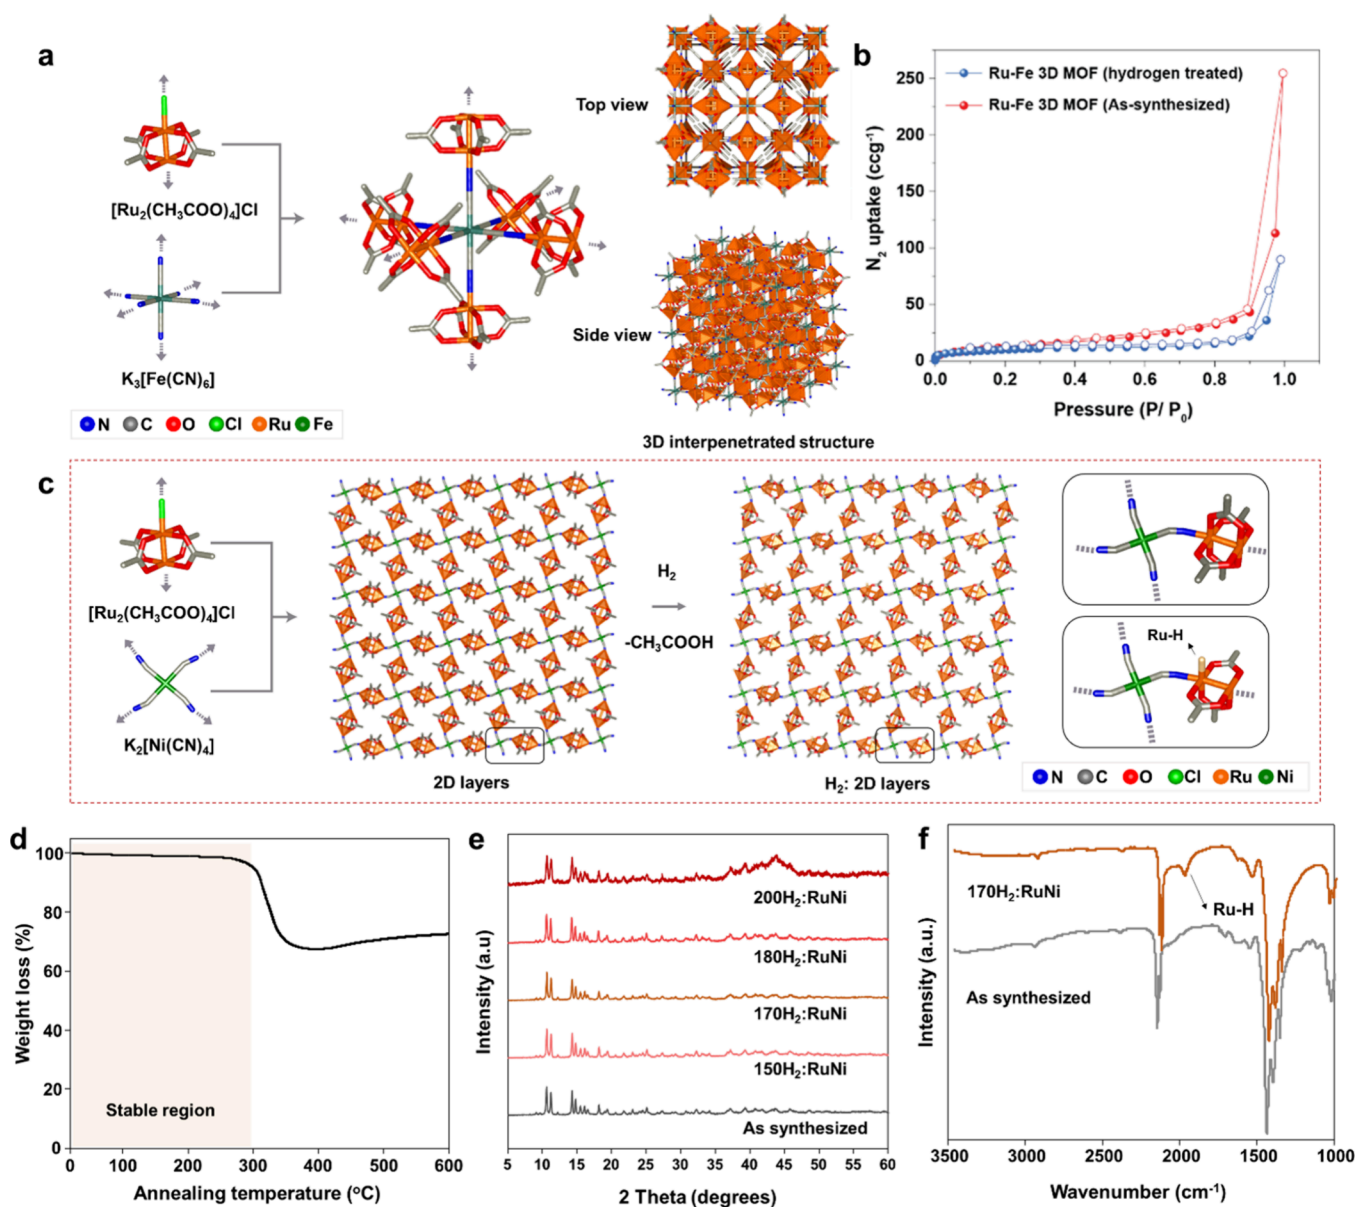 a
[Ru2(CH3COO)4]Cl
K3[Fe(CN)6]
N C O Cl Ru Fe
Top view
Side view
3D interpenetrated structure
b
Ru-Fe 3D MOF (hydrogen treated)
Ru-Fe 3D MOF (As-synthesized)
N2 uptake (ccg-1)
250
200
150
100
50
0
0.0 0.2 0.4 0.6 0.8 1.0
Pressure (P/ P0)
c
[Ru2(CH3COO)4]Cl
K2[Ni(CN)4]
2D layers
H2
-CH3COOH
H2: 2D layers
Ru-H
N C O Cl Ru Ni
d
Weight loss (%)
100
80
60
40
20
0
Stable region
0 100 200 300 400 500 600
Annealing temperature (oC)
e
Intensity (a.u)
200H2:RuNi
180H2:RuNi
170H2:RuNi
150H2:RuNi
As synthesized
5 10 15 20 25 30 35 40 45 50 55 60
2 Theta (degrees)
f
Intensity (a.u.)
170H2:RuNi
Ru-H
As synthesized
3500 2500 2000 1500 1000
Wavenumber (cm-1)